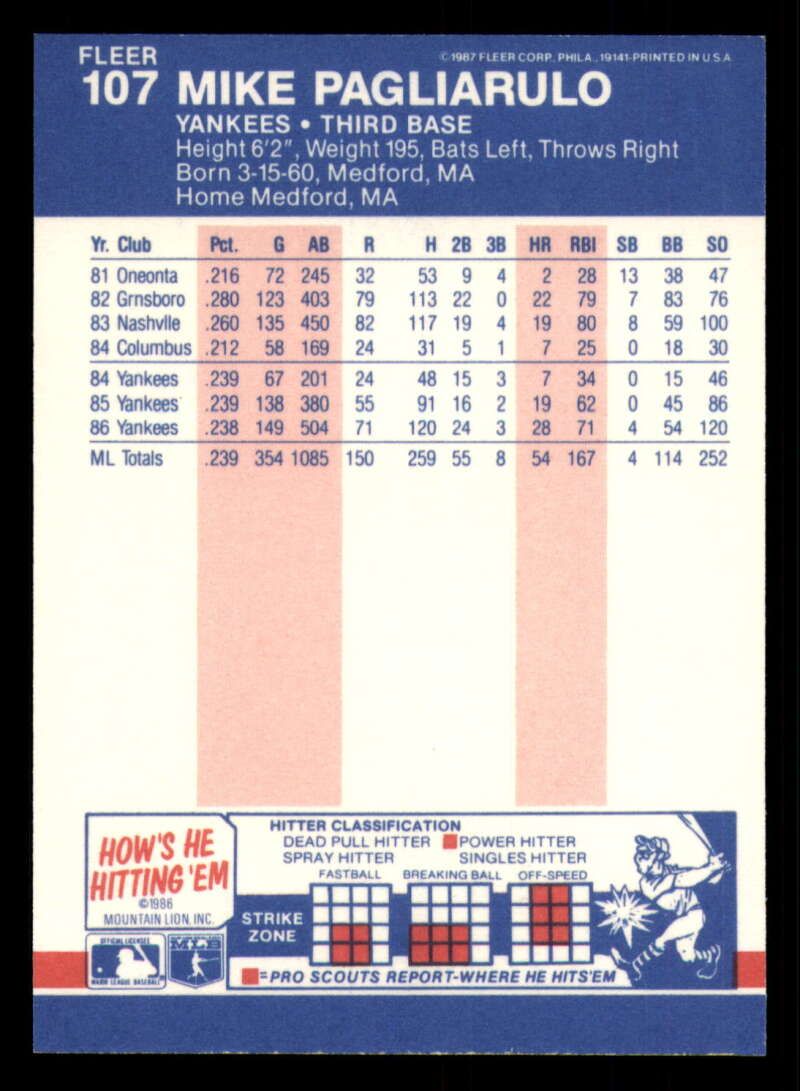 FLEER
©1987 FLEER CORP. PHILA., 19141-PRINTED IN U S A
107 MIKE PAGLIARULO
YANKEES • THIRD BASE
Height 6'2", Weight 195, Bats Left, Throws Right
Born 3-15-60, Medford, MA
Home Medford, MA
Yr. Club Pct. G AB R H 2B 3B HR RBI SB BB SO
81 Oneonta .216 72 245 32 53 9 4 2 28 13 38 47
82 Grnsboro .280 123 403 79 113 22 0 22 79 7 83 76
83 Nashvlle .260 135 450 82 117 19 4 19 80 8 59 100
84 Columbus .212 58 169 24 31 5 1 7 25 0 18 30
84 Yankees .239 67 201 24 48 15 3 7 34 0 15 46
85 Yankees .239 138 380 55 91 16 2 19 62 0 45 86
86 Yankees .238 149 504 71 120 24 3 28 71 4 54 120
ML Totals .239 354 1085 150 259 55 8 54 167 4 114 252
HOW'S HE
HITTING 'EM
©1986
MOUNTAIN LION, INC.
OFFICIAL LICENSEE
MAJOR LEAGUE BASEBALL
MLB
HITTER CLASSIFICATION
DEAD PULL HITTER POWER HITTER
SPRAY HITTER SINGLES HITTER
FASTBALL BREAKING BALL OFF-SPEED
STRIKE
ZONE
=PRO SCOUTS REPORT-WHERE HE HITS'EM